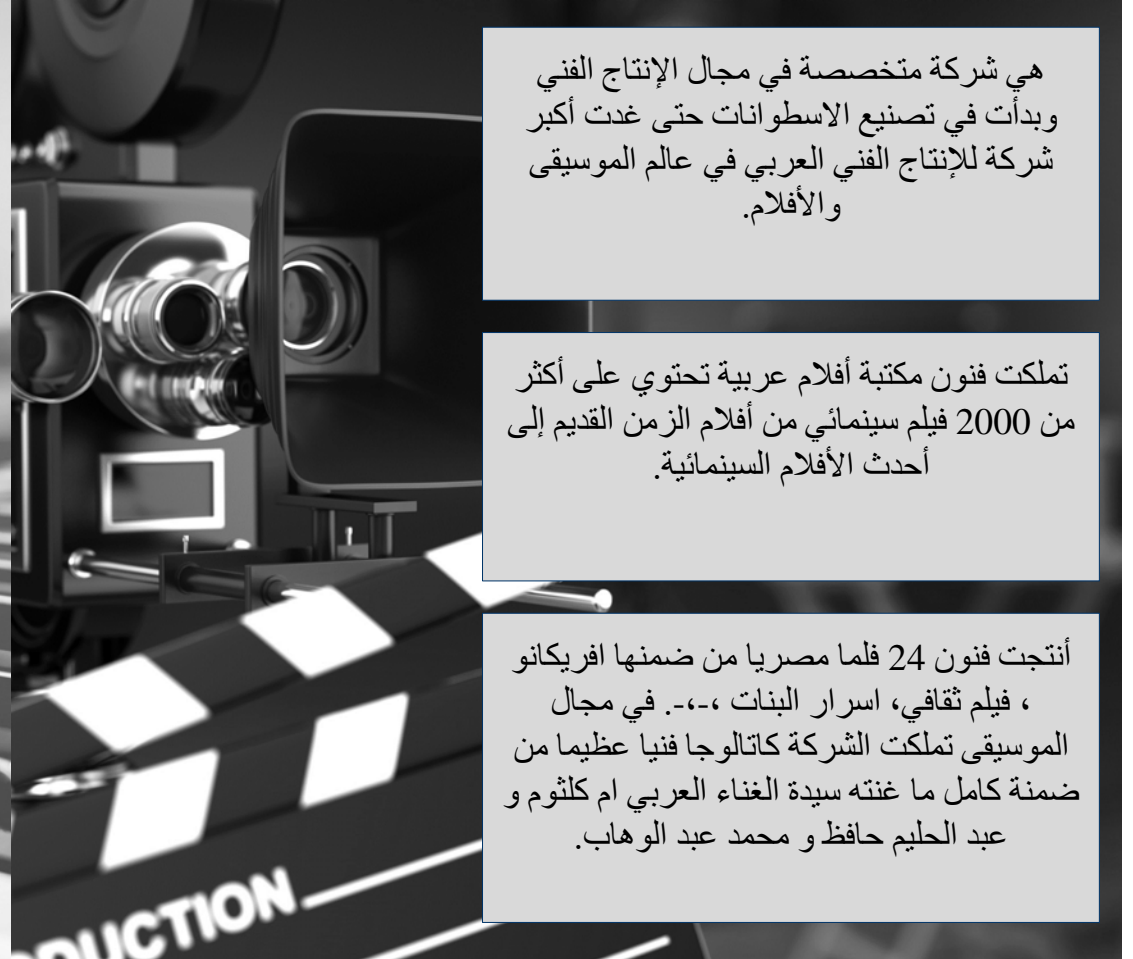 هي شركة متخصصة في مجال الإنتاج الفني
وبدأت في تصنيع الاسطوانات حتى غدت أكبر
شركة للإنتاج الفني العربي في عالم الموسيقى
والأفلام.
تملكت فنون مكتبة أفلام عربية تحتوي على أكثر
من 2000 فيلم سينمائي من أفلام الزمن القديم إلى
أحدث الأفلام السينمائية.
أنتجت فنون 24 فلما مصريا من ضمنها افريكانو
، فيلم ثقافي، اسرار البنات ،-،-. في مجال
الموسيقى تملكت الشركة كاتالوجا فنيا عظيما من
ضمنة كامل ما غنته سيدة الغناء العربي ام كلثوم و
عبد الحليم حافظ و محمد عبد الوهاب.
ODUCTION